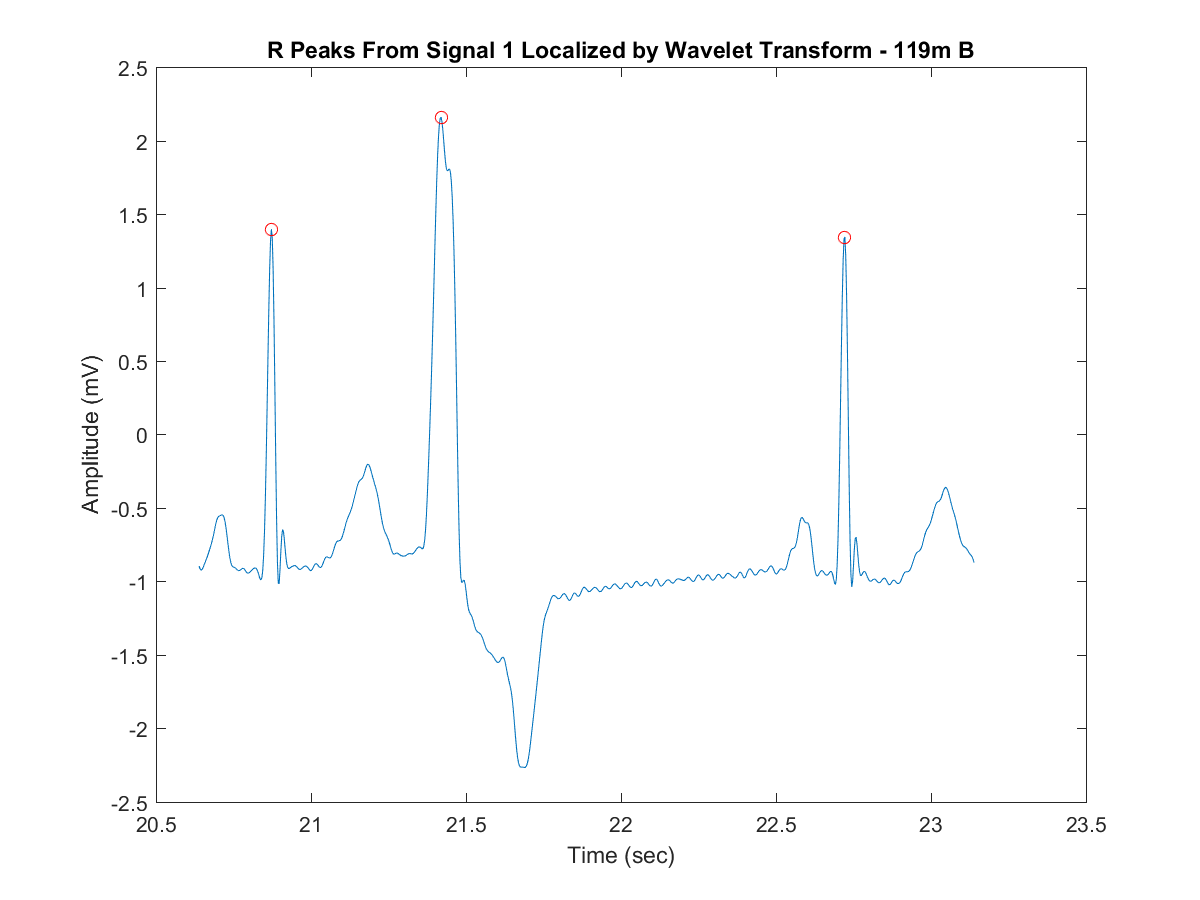 R Peaks From Signal 1 Localized by Wavelet Transform - 119m B
2.5
2
1.5
1
0.5
0
-0.5
-1
-1.5
-2
-2.5
Amplitude (mV)
20.5 21 21.5 22 22.5 23 23.5
Time (sec)